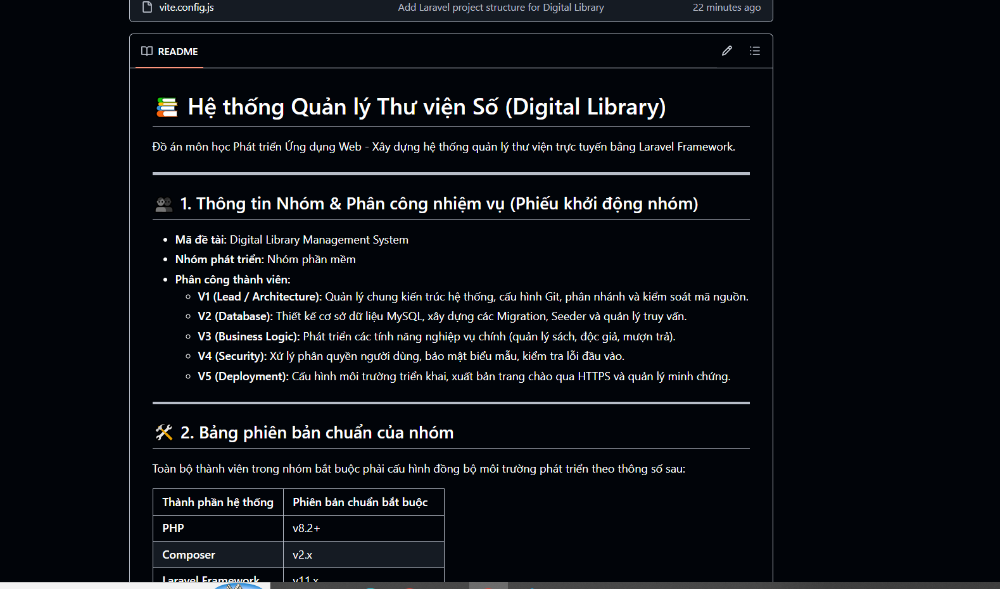 vite.config.js Add Laravel project structure for Digital Library 22 minutes ago
README
Hệ thống Quản lý Thư viện Số (Digital Library)
Đồ án môn học Phát triển Ứng dụng Web - Xây dựng hệ thống quản lý thư viện trực tuyến bằng Laravel Framework.
1. Thông tin Nhóm & Phân công nhiệm vụ (Phiếu khởi động nhóm)
Mã đề tài: Digital Library Management System
Nhóm phát triển: Nhóm phần mềm
Phân công thành viên:
V1 (Lead / Architecture): Quản lý chung kiến trúc hệ thống, cấu hình Git, phân nhánh và kiểm soát mã nguồn.
V2 (Database): Thiết kế cơ sở dữ liệu MySQL, xây dựng các Migration, Seeder và quản lý truy vấn.
V3 (Business Logic): Phát triển các tính năng nghiệp vụ chính (quản lý sách, độc giả, mượn trả).
V4 (Security): Xử lý phân quyền người dùng, bảo mật biểu mẫu, kiểm tra lỗi đầu vào.
V5 (Deployment): Cấu hình môi trường triển khai, xuất bản trang chào qua HTTPS và quản lý minh chứng.
2. Bảng phiên bản chuẩn của nhóm
Toàn bộ thành viên trong nhóm bắt buộc phải cấu hình đồng bộ môi trường phát triển theo thông số sau:
Thành phần hệ thống Phiên bản chuẩn bắt buộc
PHP v8.2+
Composer v2.x
Laravel Framework v11.x